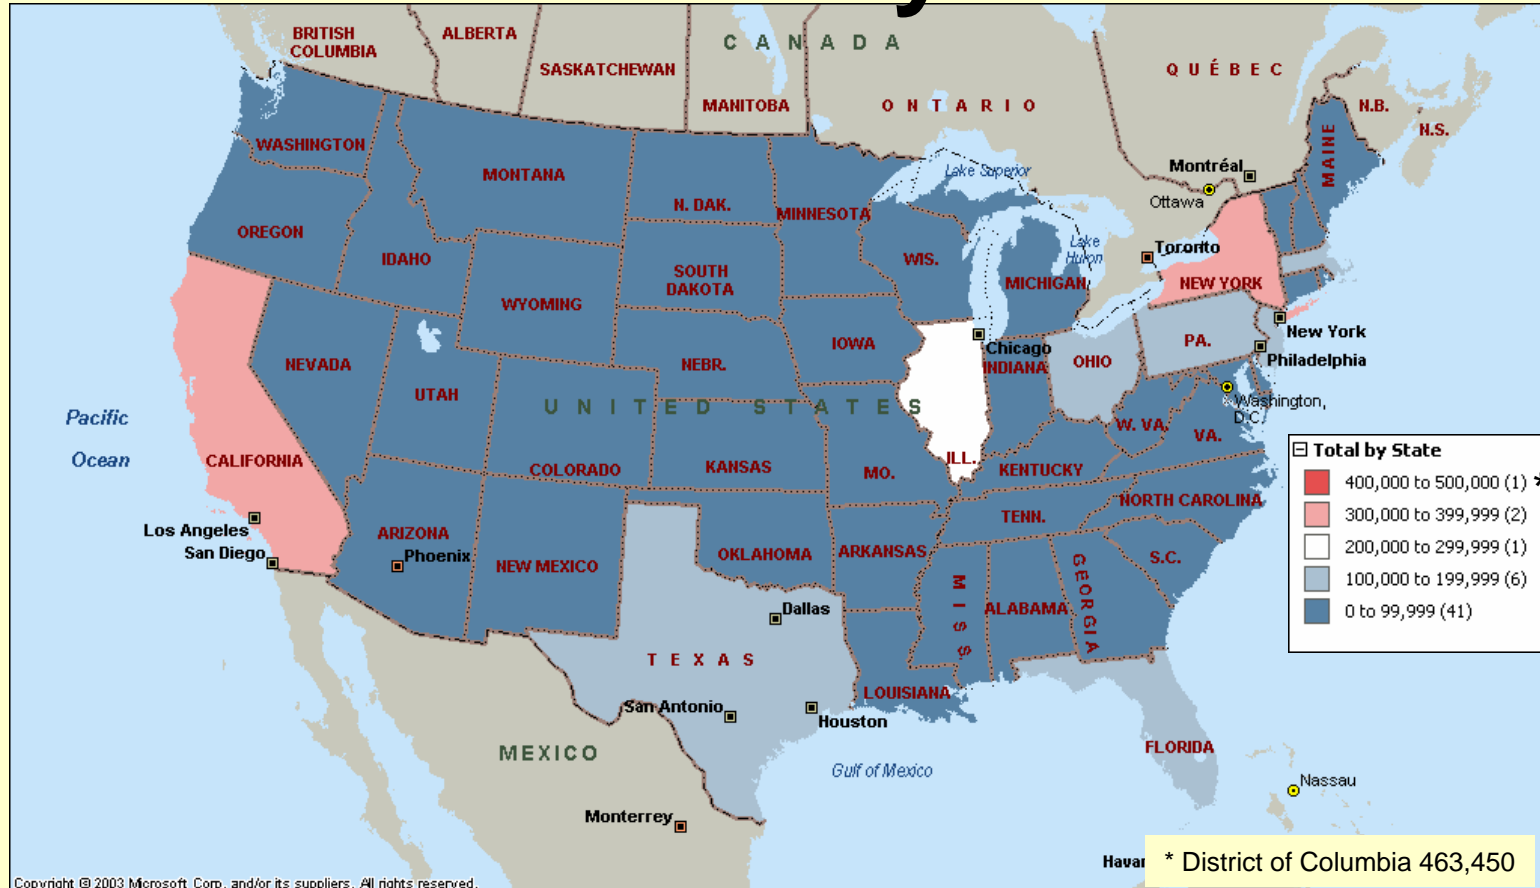 BRITISH
COLUMBIA
ALBERTA
SASKATCHEWAN
MANITOBA
CANADA
ONTARIO
QUÉBEC
N.B.
N.S.
MAINE
Montréal
Ottawa
Lake Superior
WASHINGTON
MONTANA
N. DAK.
MINNESOTA
OREGON
IDAHO
SOUTH
DAKOTA
WIS.
Lake
Huron
Toronto
MICHIGAN
NEW YORK
WYOMING
New York
IOWA
Chicago
PA.
Philadelphia
NEVADA
NEBR.
INDIANA
OHIO
UTAH
UNITED STATES
Washington,
D.C.
Pacific
Ocean
W. VA.
VA.
CALIFORNIA
COLORADO
KANSAS
MO.
ILL.
KENTUCKY
NORTH CAROLINA
TENN.
Los Angeles
San Diego
ARIZONA
Phoenix
NEW MEXICO
OKLAHOMA
ARKANSAS
S.C.
MISS
ALABAMA
GEORGIA
Dallas
TEXAS
LOUISIANA
San Antonio
Houston
FLORIDA
MEXICO
Gulf of Mexico
Nassau
Monterrey
Total by State
400,000 to 500,000 (1) *
300,000 to 399,999 (2)
200,000 to 299,999 (1)
100,000 to 199,999 (6)
0 to 99,999 (41)
* District of Columbia 463,450
Copyright © 2003 Microsoft Corp. and/or its suppliers. All rights reserved.